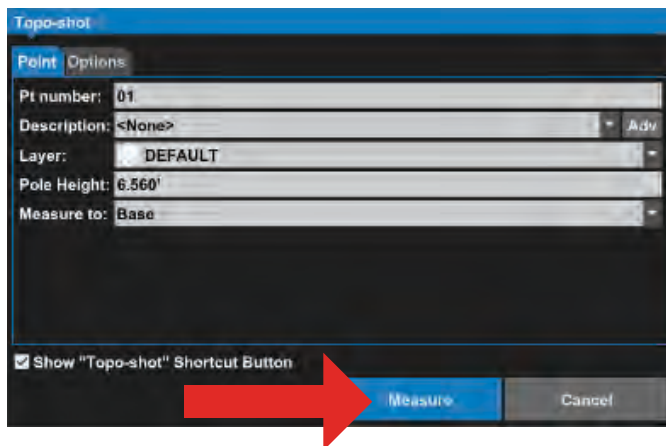 Topo-shot
Point Options
Pt number: 01
Description: <None> Adv
Layer: DEFAULT
Pole Height: 6.560'
Measure to: Base
Show "Topo-shot" Shortcut Button
Measure Cancel